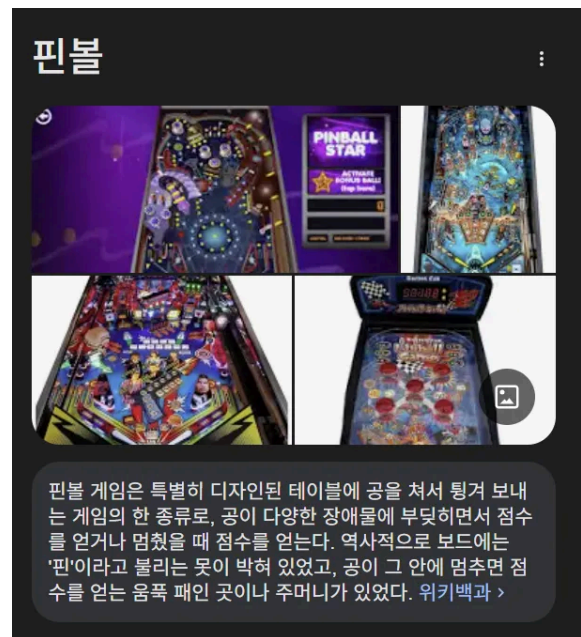 핀볼
PINBALL
STAR
ACTIVATE
BONUS BALL!
0
핀볼 게임은 특별히 디자인된 테이블에 공을 쳐서 튕겨 보내
는 게임의 한 종류로, 공이 다양한 장애물에 부딪히면서 점수
를 얻거나 멈췄을 때 점수를 얻는다. 역사적으로 보드에는
'핀'이라고 불리는 못이 박혀 있었고, 공이 그 안에 멈추면 점
수를 얻는 움푹 패인 곳이나 주머니가 있었다. 위키백과 >